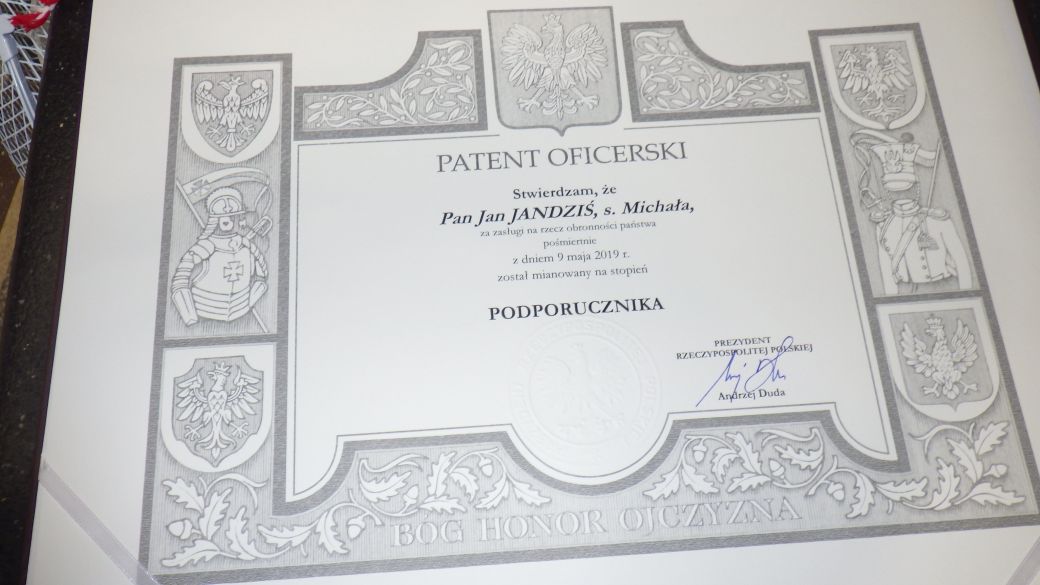 PATENT OFICERSKI
Stwierdzam, że
Pan Jan JANDZIŚ, s. Michała,
za zasługi na rzecz obronności państwa
pośmiertnie
z dniem 9 maja 2019 r.
został mianowany na stopień
PODPORUCZNIKA
PREZYDENT
RZECZYPOSPOLITEJ POLSKIEJ
Andrzej Duda
BÓG HONOR OJCZYZNA